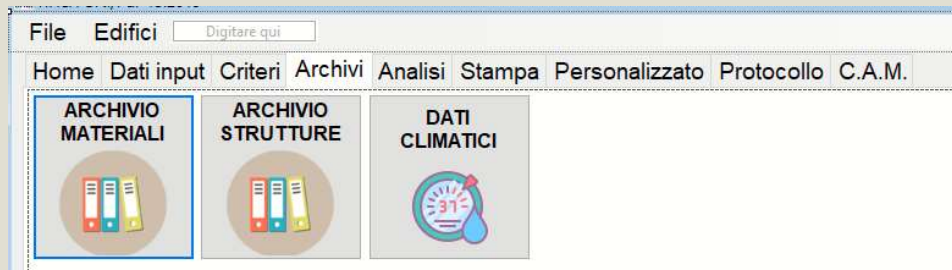 File Edifici Digitare qui
Home Dati input Criteri Archivi Analisi Stampa Personalizzato Protocollo C.A.M.
ARCHIVIO
MATERIALI
ARCHIVIO
STRUTTURE
DATI
CLIMATICI
37